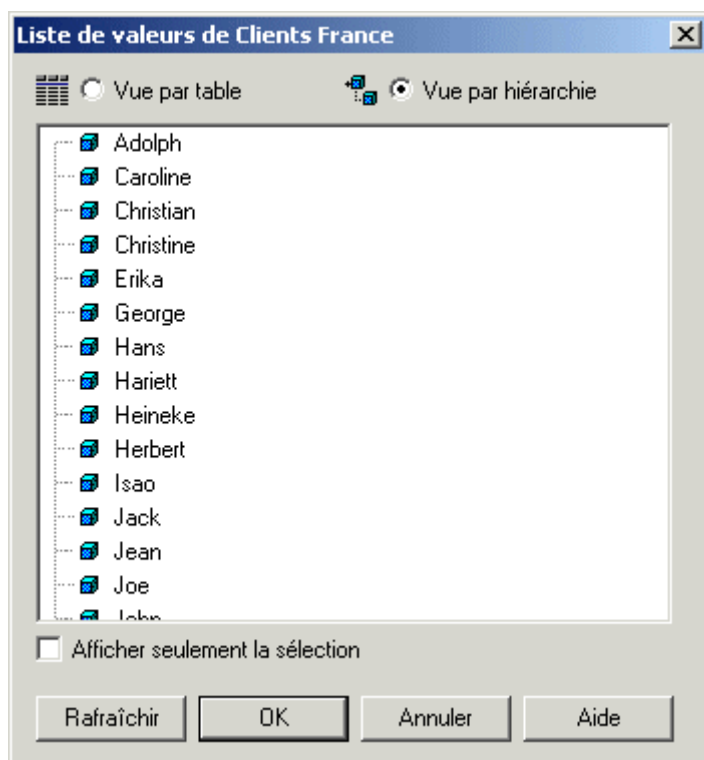 Liste de valeurs de Clients France
Vue par table Vue par hiérarchie
Adolph
Caroline
Christian
Christine
Erika
George
Hans
Hariett
Heineke
Herbert
Isao
Jack
Jean
Joe
John
Afficher seulement la sélection
Rafraîchir OK Annuler Aide